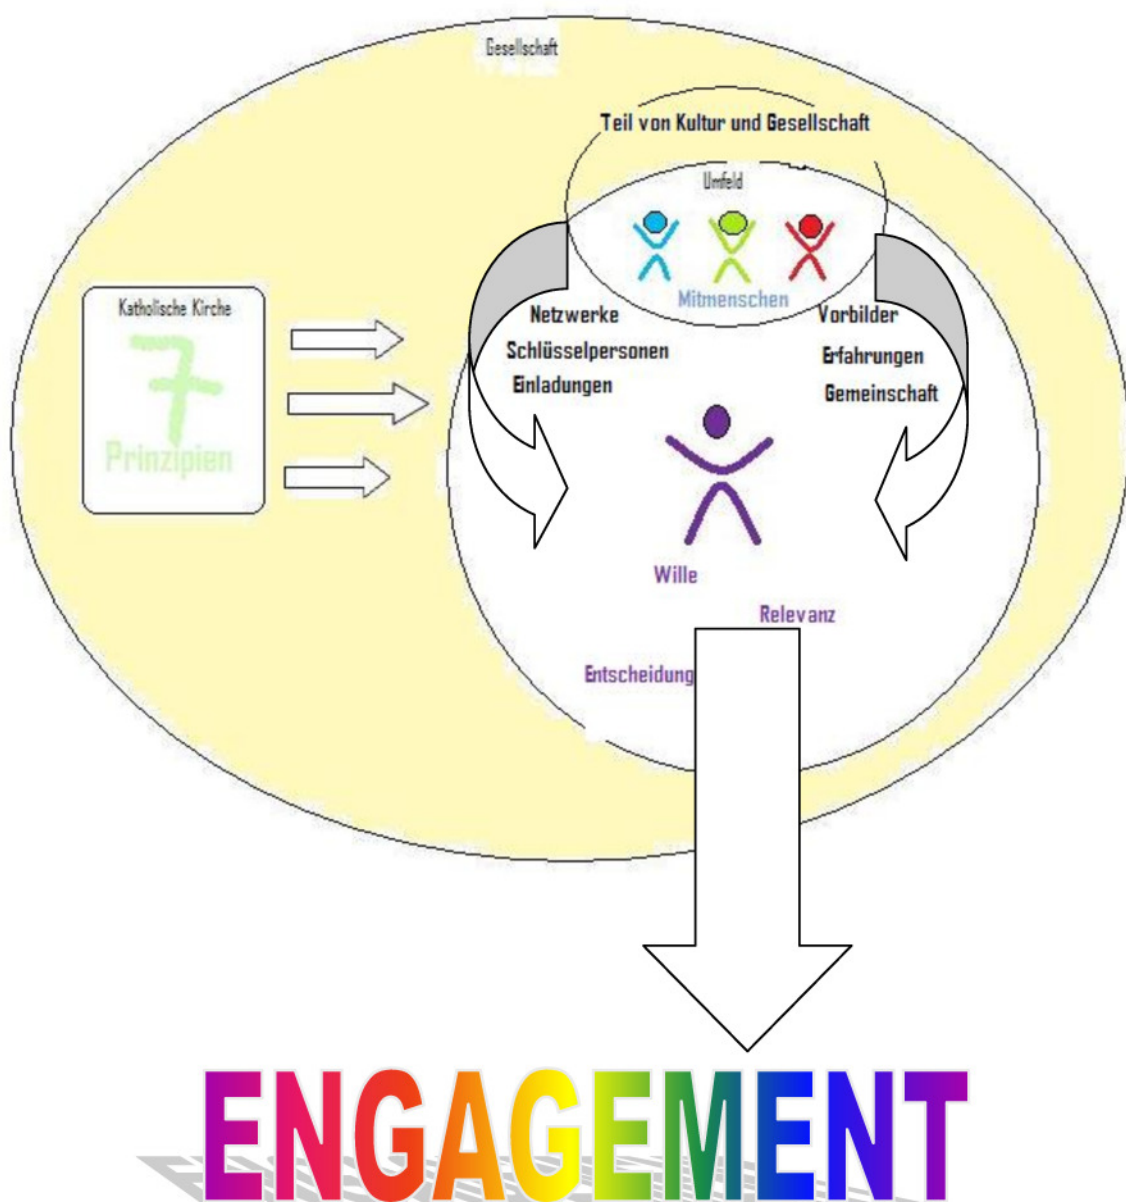 Gesellschaft
Teil von Kultur und Gesellschaft
Umfeld
Mitmenschen
Katholische Kirche
7
Prinzipien
Netzwerke
Schlüsselpersonen
Einladungen
Vorbilder
Erfahrungen
Gemeinschaft
Wille
Relevanz
Entscheidung
ENGAGEMENT